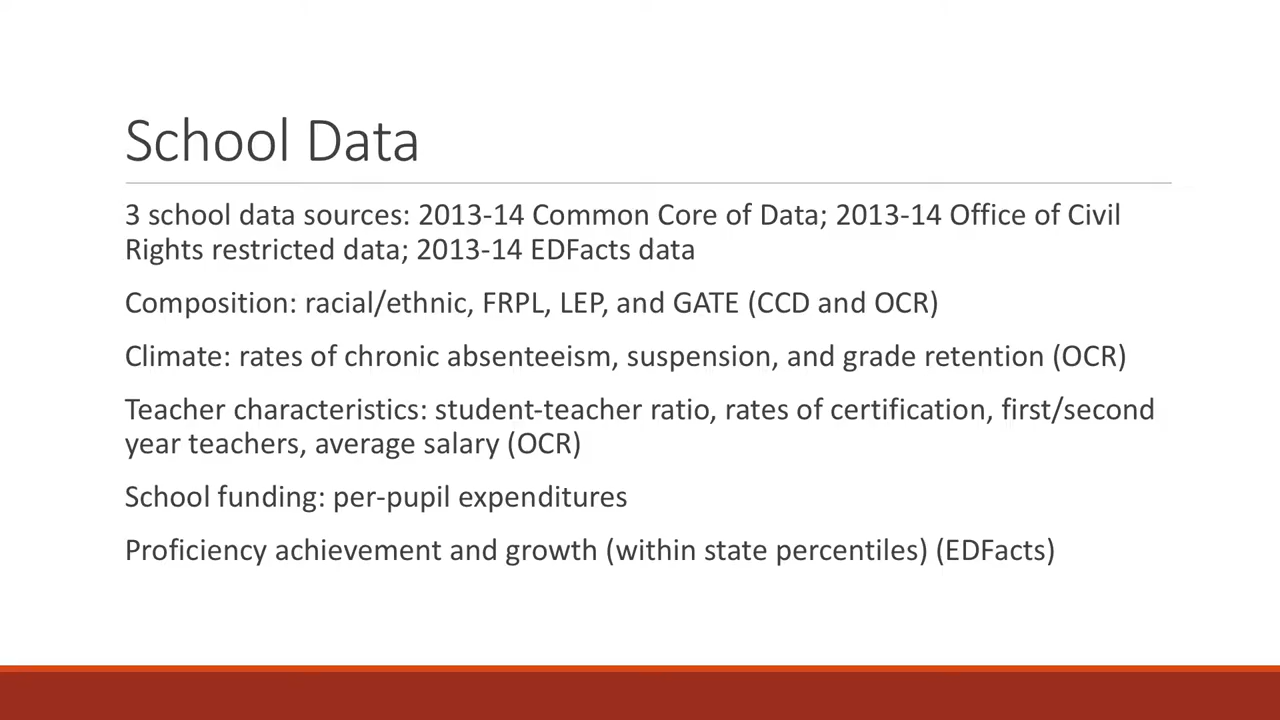 School Data
3 school data sources: 2013-14 Common Core of Data; 2013-14 Office of Civil
Rights restricted data; 2013-14 EDFacts data
Composition: racial/ethnic, FRPL, LEP, and GATE (CCD and OCR)
Climate: rates of chronic absenteeism, suspension, and grade retention (OCR)
Teacher characteristics: student-teacher ratio, rates of certification, first/second
year teachers, average salary (OCR)
School funding: per-pupil expenditures
Proficiency achievement and growth (within state percentiles) (EDFacts)